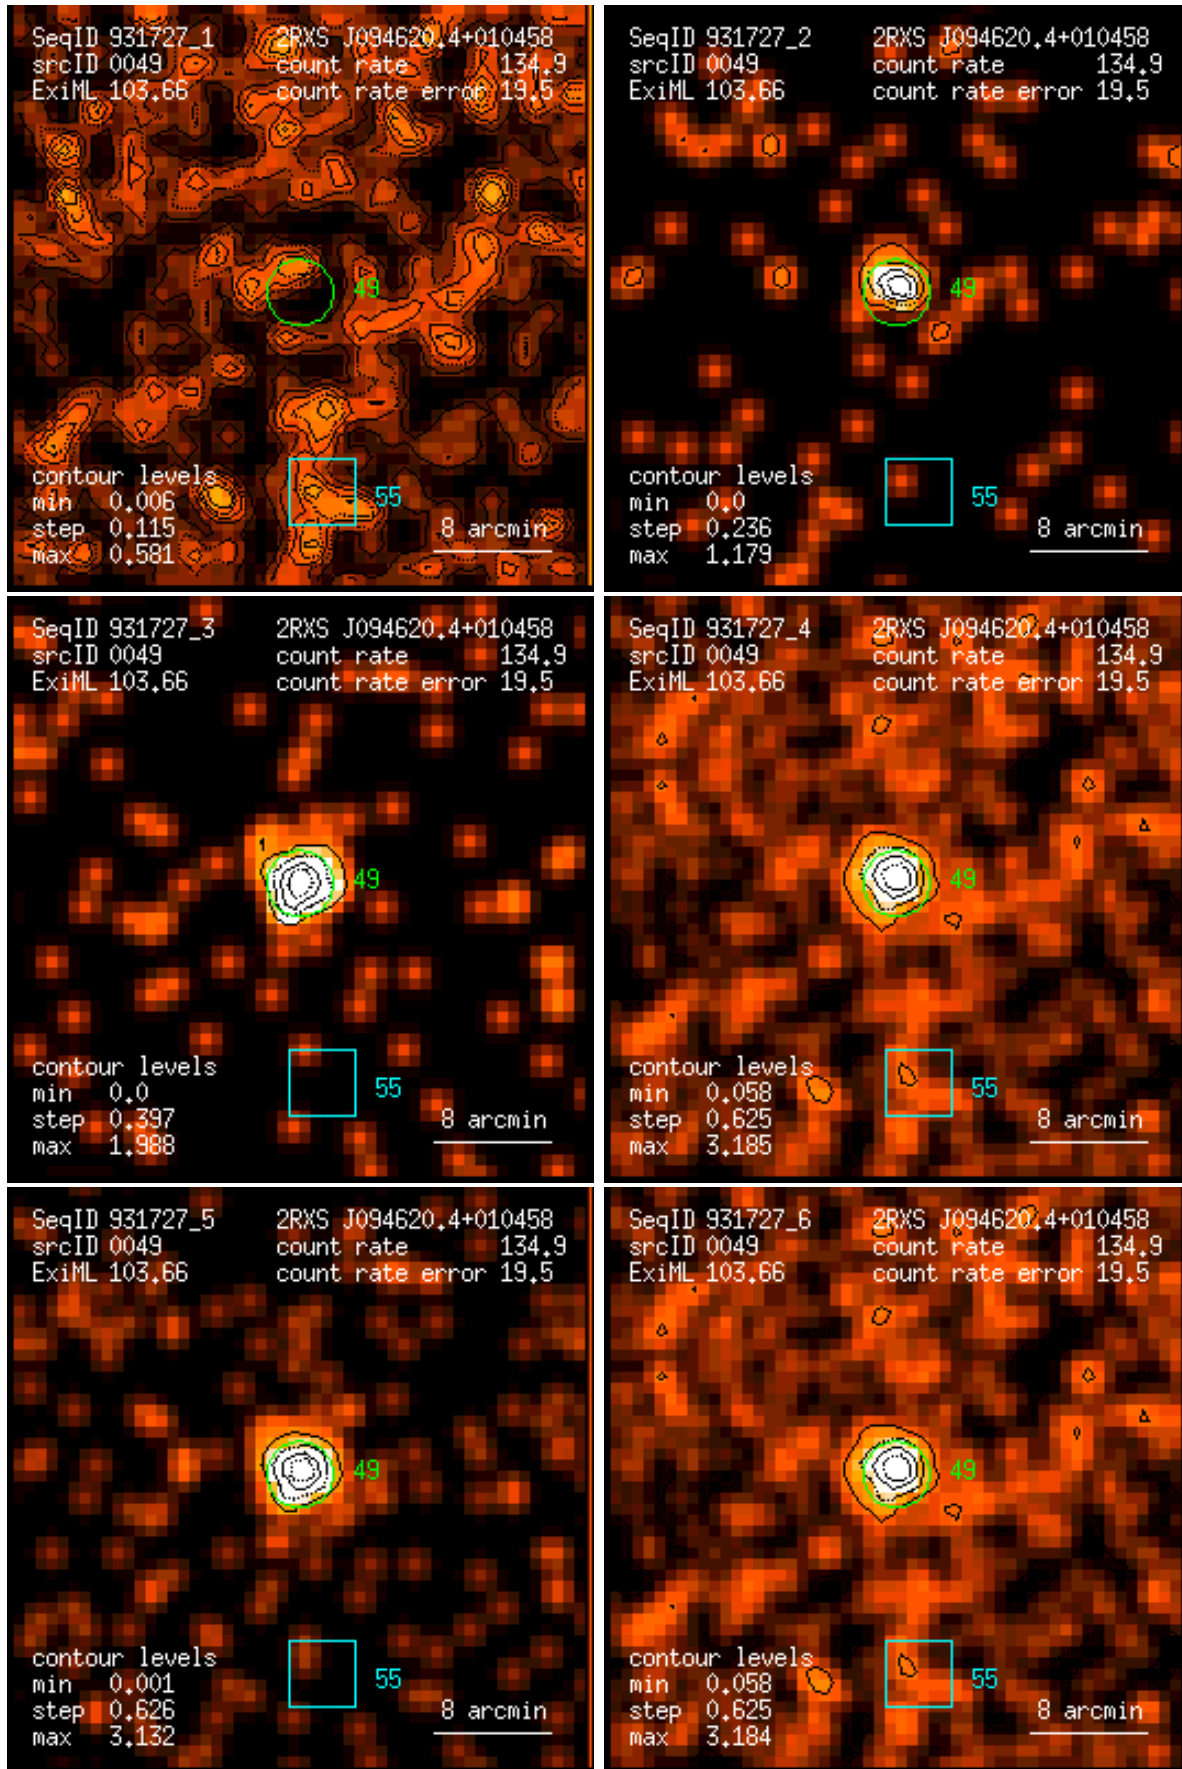 SeqID 931727_1 2RXS J094620.4+010458
srcID 0049 count rate 134.9
ExiML 103.66 count rate error 19.5
49
contour levels
min 0.006
55
step 0.115
8 arcmin
max 0.581
SeqID 931727_2 2RXS J094620.4+010458
srcID 0049 count rate 134.9
ExiML 103.66 count rate error 19.5
49
contour levels
min 0.0
55
step 0.236
8 arcmin
max 1.179
SeqID 931727_3 2RXS J094620.4+010458
srcID 0049 count rate 134.9
ExiML 103.66 count rate error 19.5
49
contour levels
min 0.0
55
step 0.397
8 arcmin
max 1.988
SeqID 931727_4 2RXS J094620.4+010458
srcID 0049 count rate 134.9
ExiML 103.66 count rate error 19.5
49
contour levels
min 0.058
55
step 0.625
8 arcmin
max 3.185
SeqID 931727_5 2RXS J094620.4+010458
srcID 0049 count rate 134.9
ExiML 103.66 count rate error 19.5
49
contour levels
min 0.001
55
step 0.626
8 arcmin
max 3.132
SeqID 931727_6 2RXS J094620.4+010458
srcID 0049 count rate 134.9
ExiML 103.66 count rate error 19.5
49
contour levels
min 0.058
55
step 0.625
8 arcmin
max 3.184